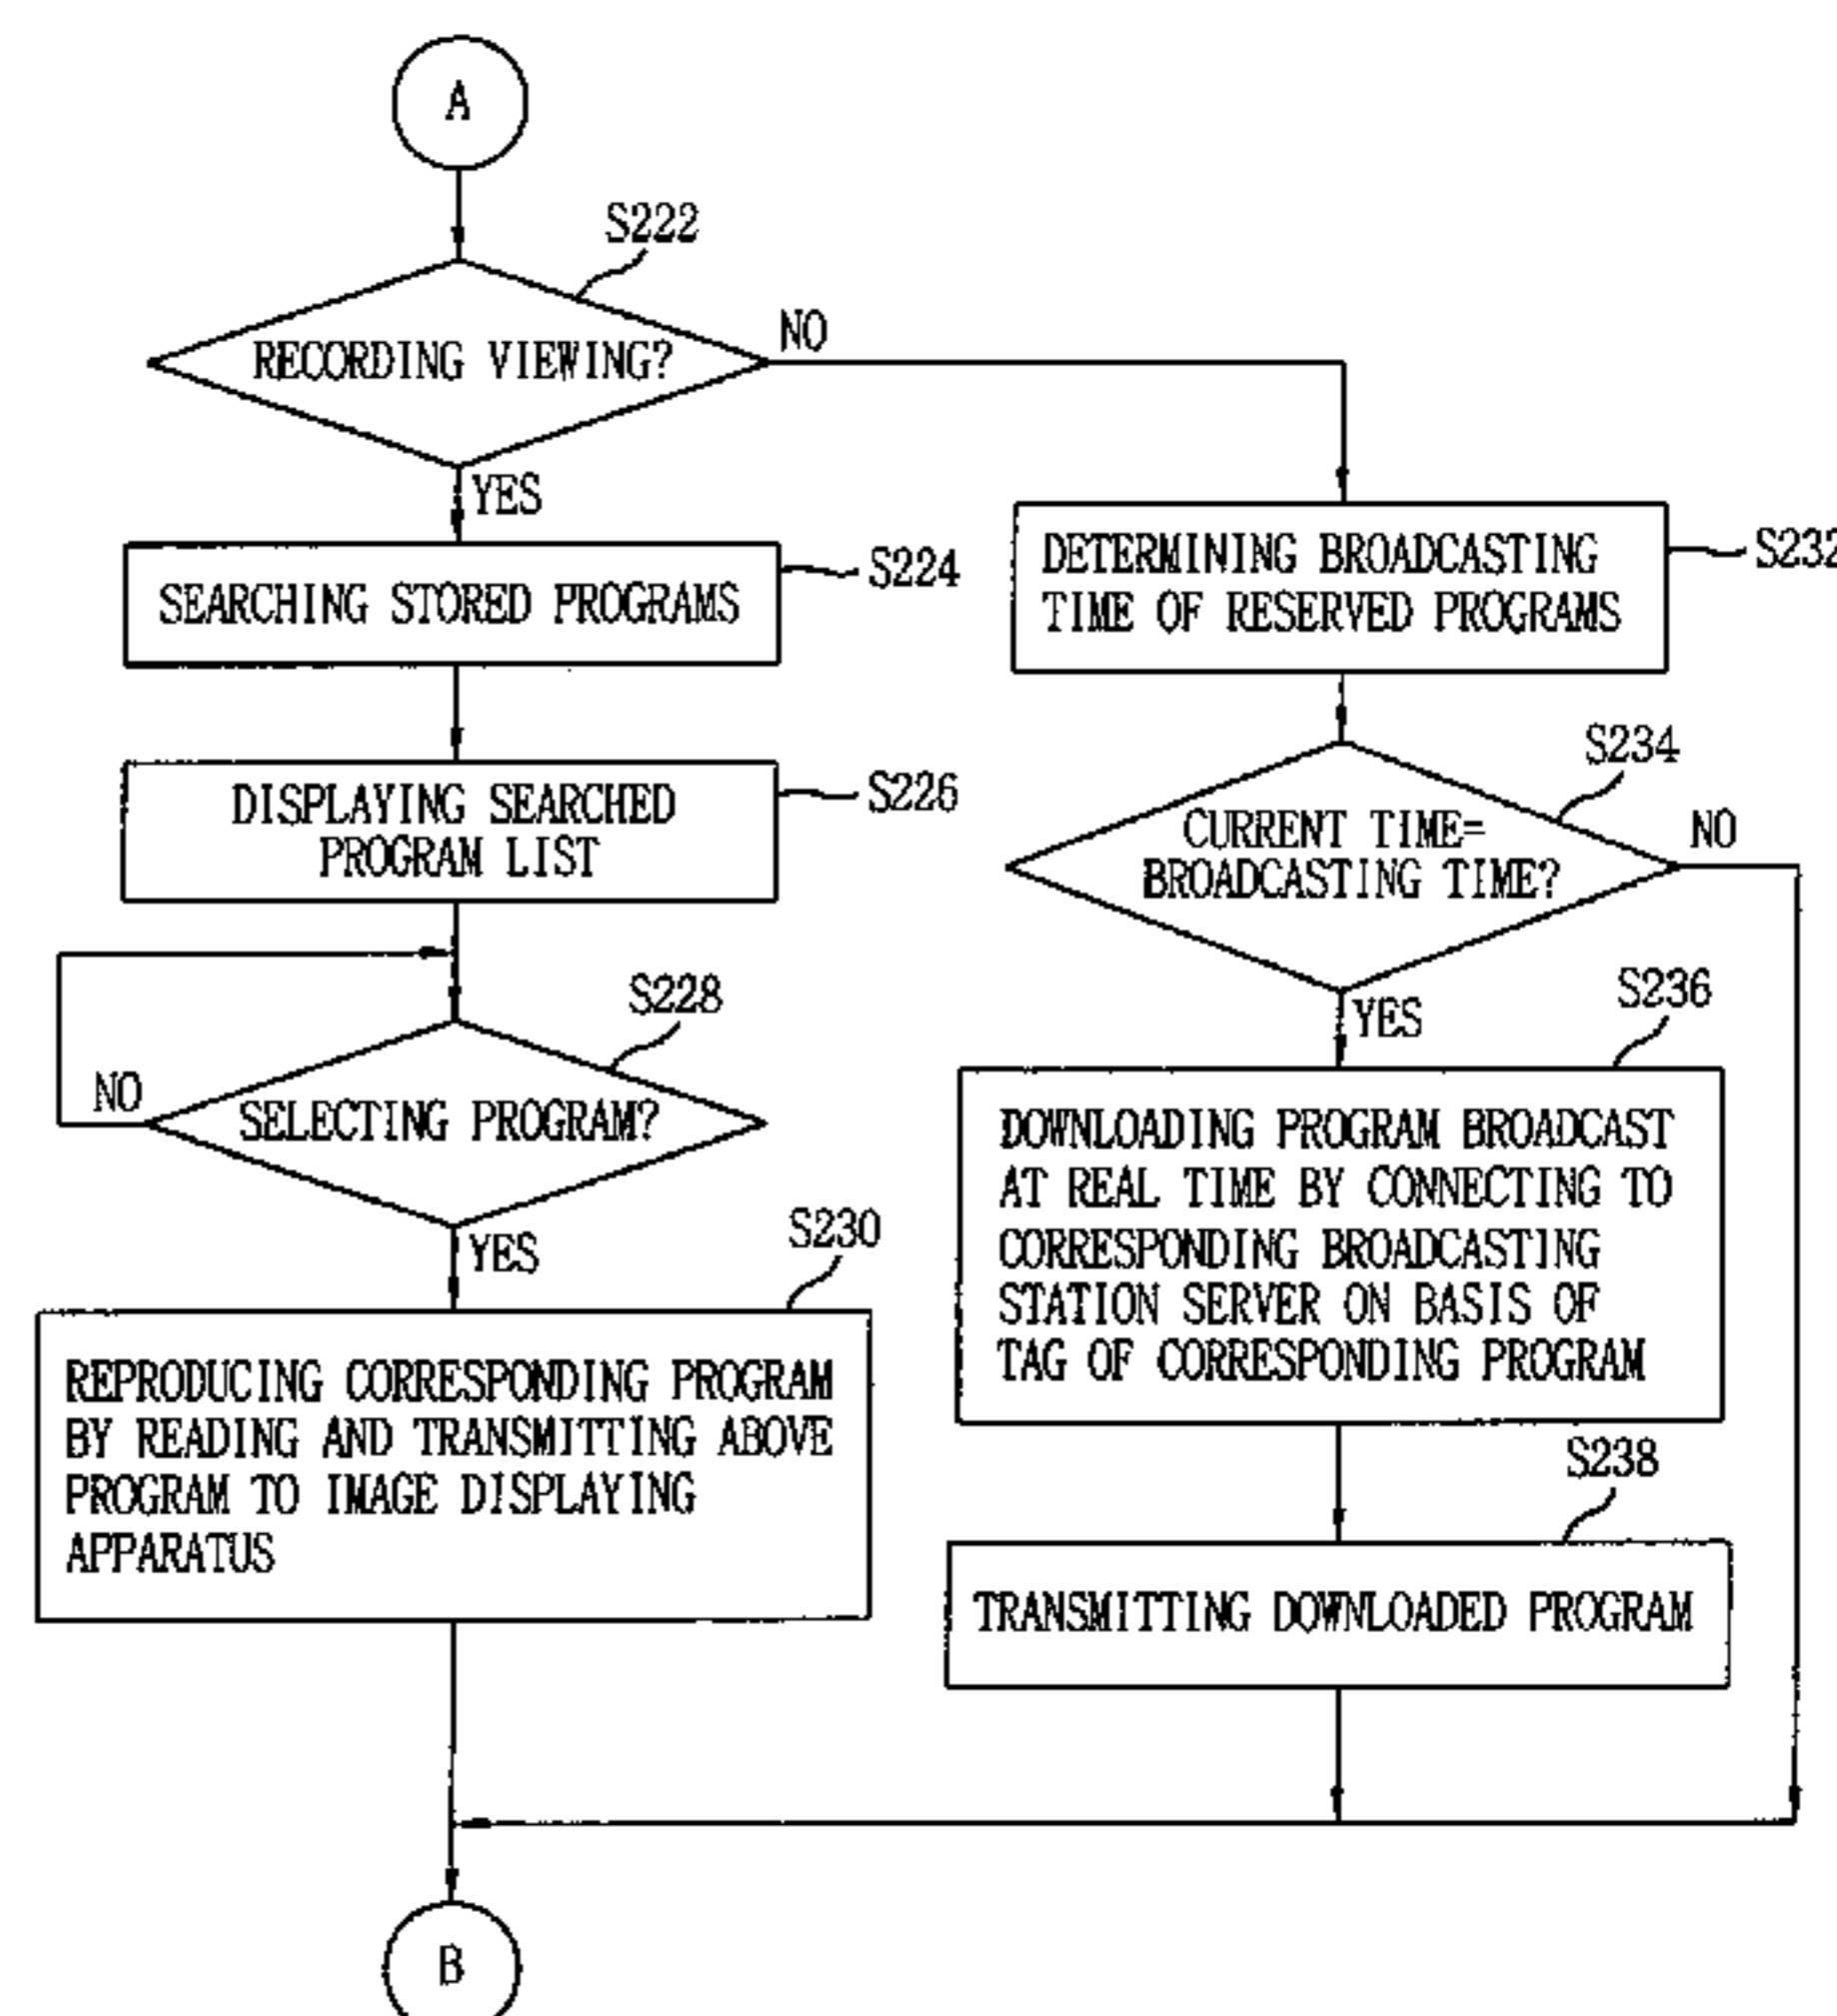 A
S222
RECORDING VIEWING?
NO
YES
SEARCHING STORED PROGRAMS
S224
DISPLAYING SEARCHED
PROGRAM LIST
S226
S228
SELECTING PROGRAM?
NO
YES
S230
REPRODUCING CORRESPONDING PROGRAM
BY READING AND TRANSMITTING ABOVE
PROGRAM TO IMAGE DISPLAYING
APPARATUS
DETERMINING BROADCASTING
TIME OF RESERVED PROGRAMS
S232
S234
CURRENT TIME=
BROADCASTING TIME?
NO
YES
S236
DOWNLOADING PROGRAM BROADCAST
AT REAL TIME BY CONNECTING TO
CORRESPONDING BROADCASTING
STATION SERVER ON BASIS OF
TAG OF CORRESPONDING PROGRAM
S238
TRANSMITTING DOWNLOADED PROGRAM
B